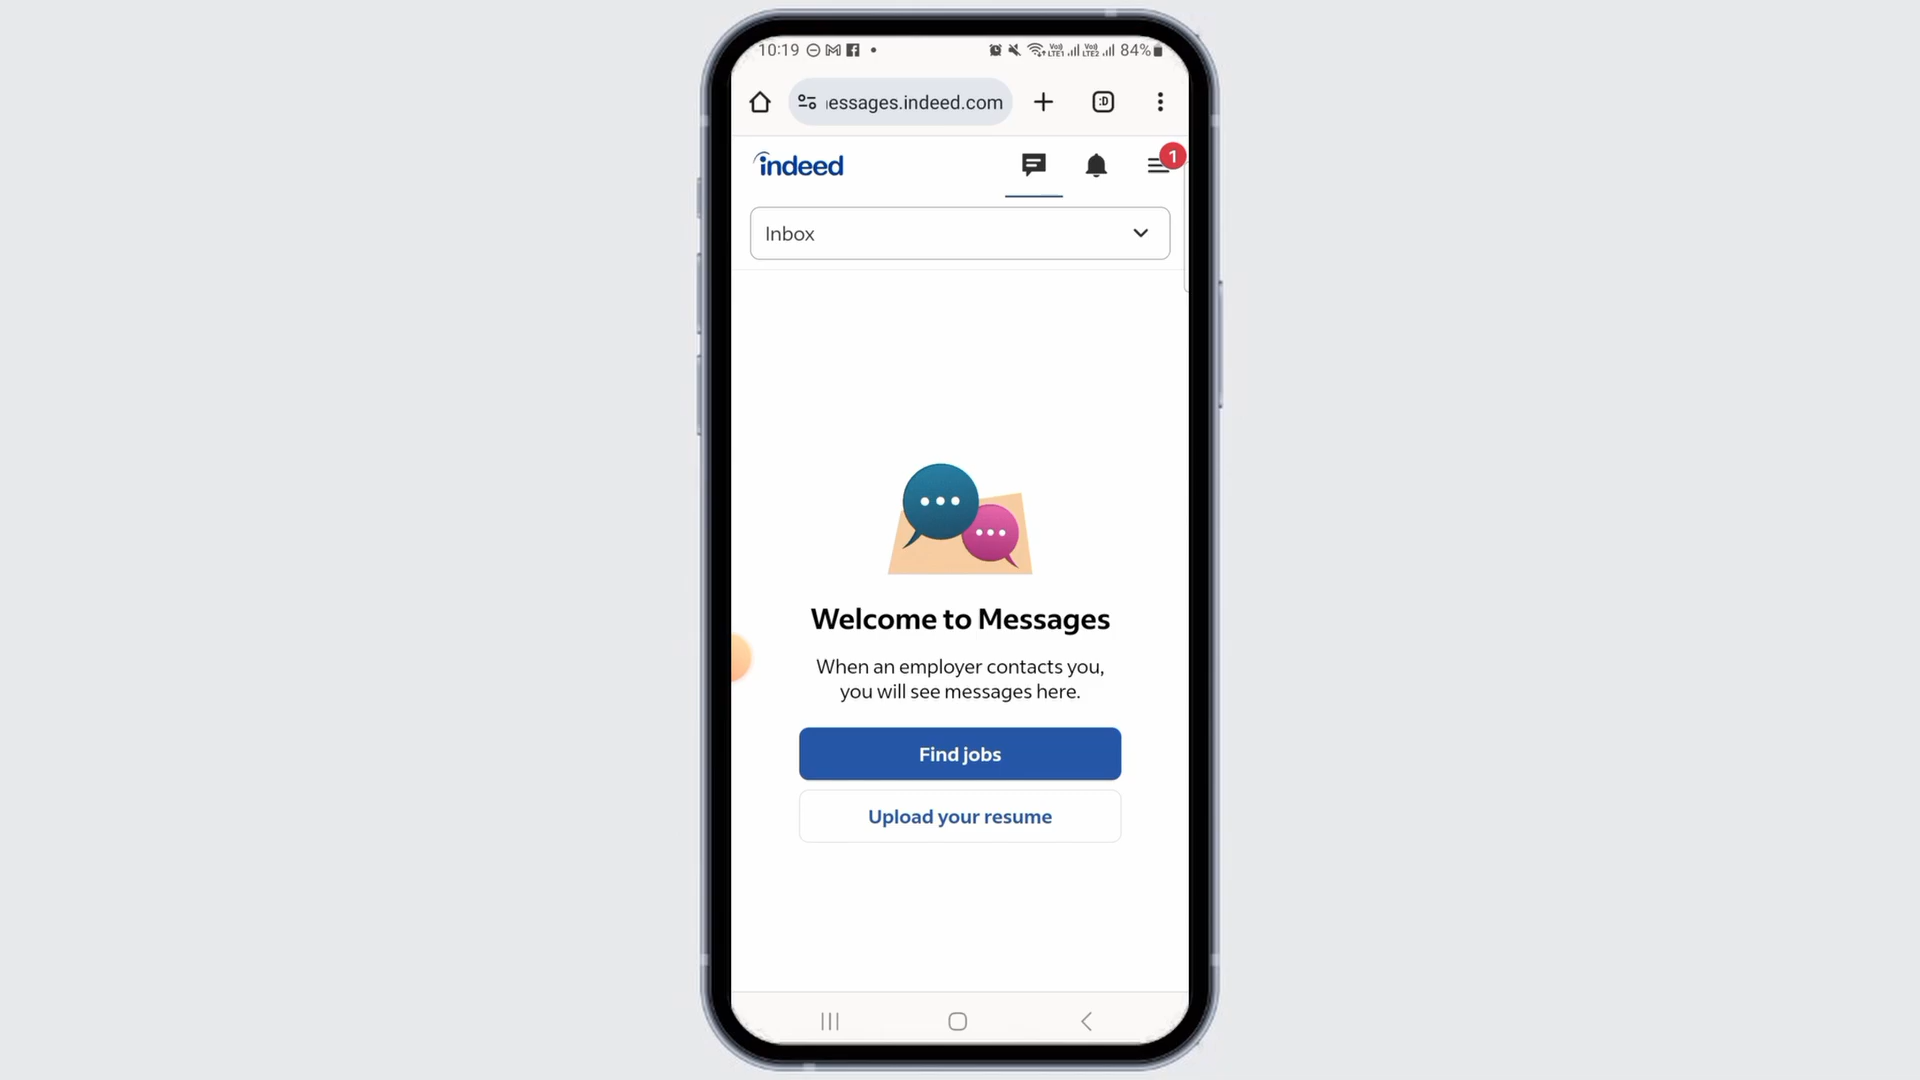 10:19 84%
essages.indeed.com :D
indeed 1
Inbox
Welcome to Messages
When an employer contacts you,
you will see messages here.
Find jobs
Upload your resume